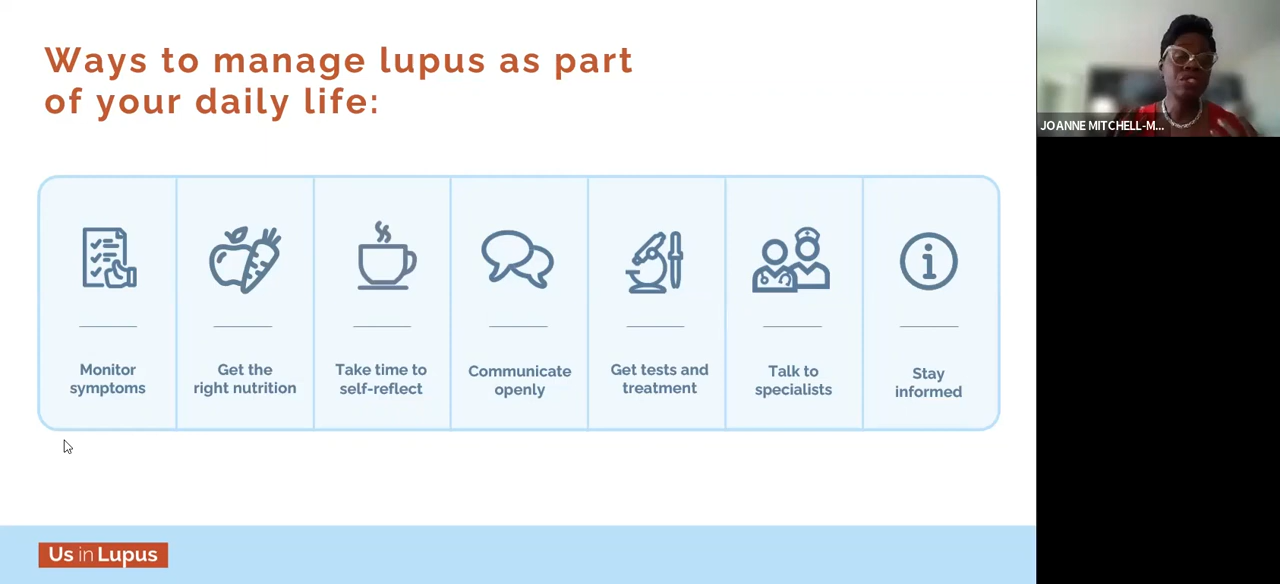 Ways to manage lupus as part
of your daily life:
JOANNE MITCHELL-M...
Monitor
symptoms
Get the
right nutrition
Take time to
self-reflect
Communicate
openly
Get tests and
treatment
Talk to
specialists
Stay
informed
Us in Lupus